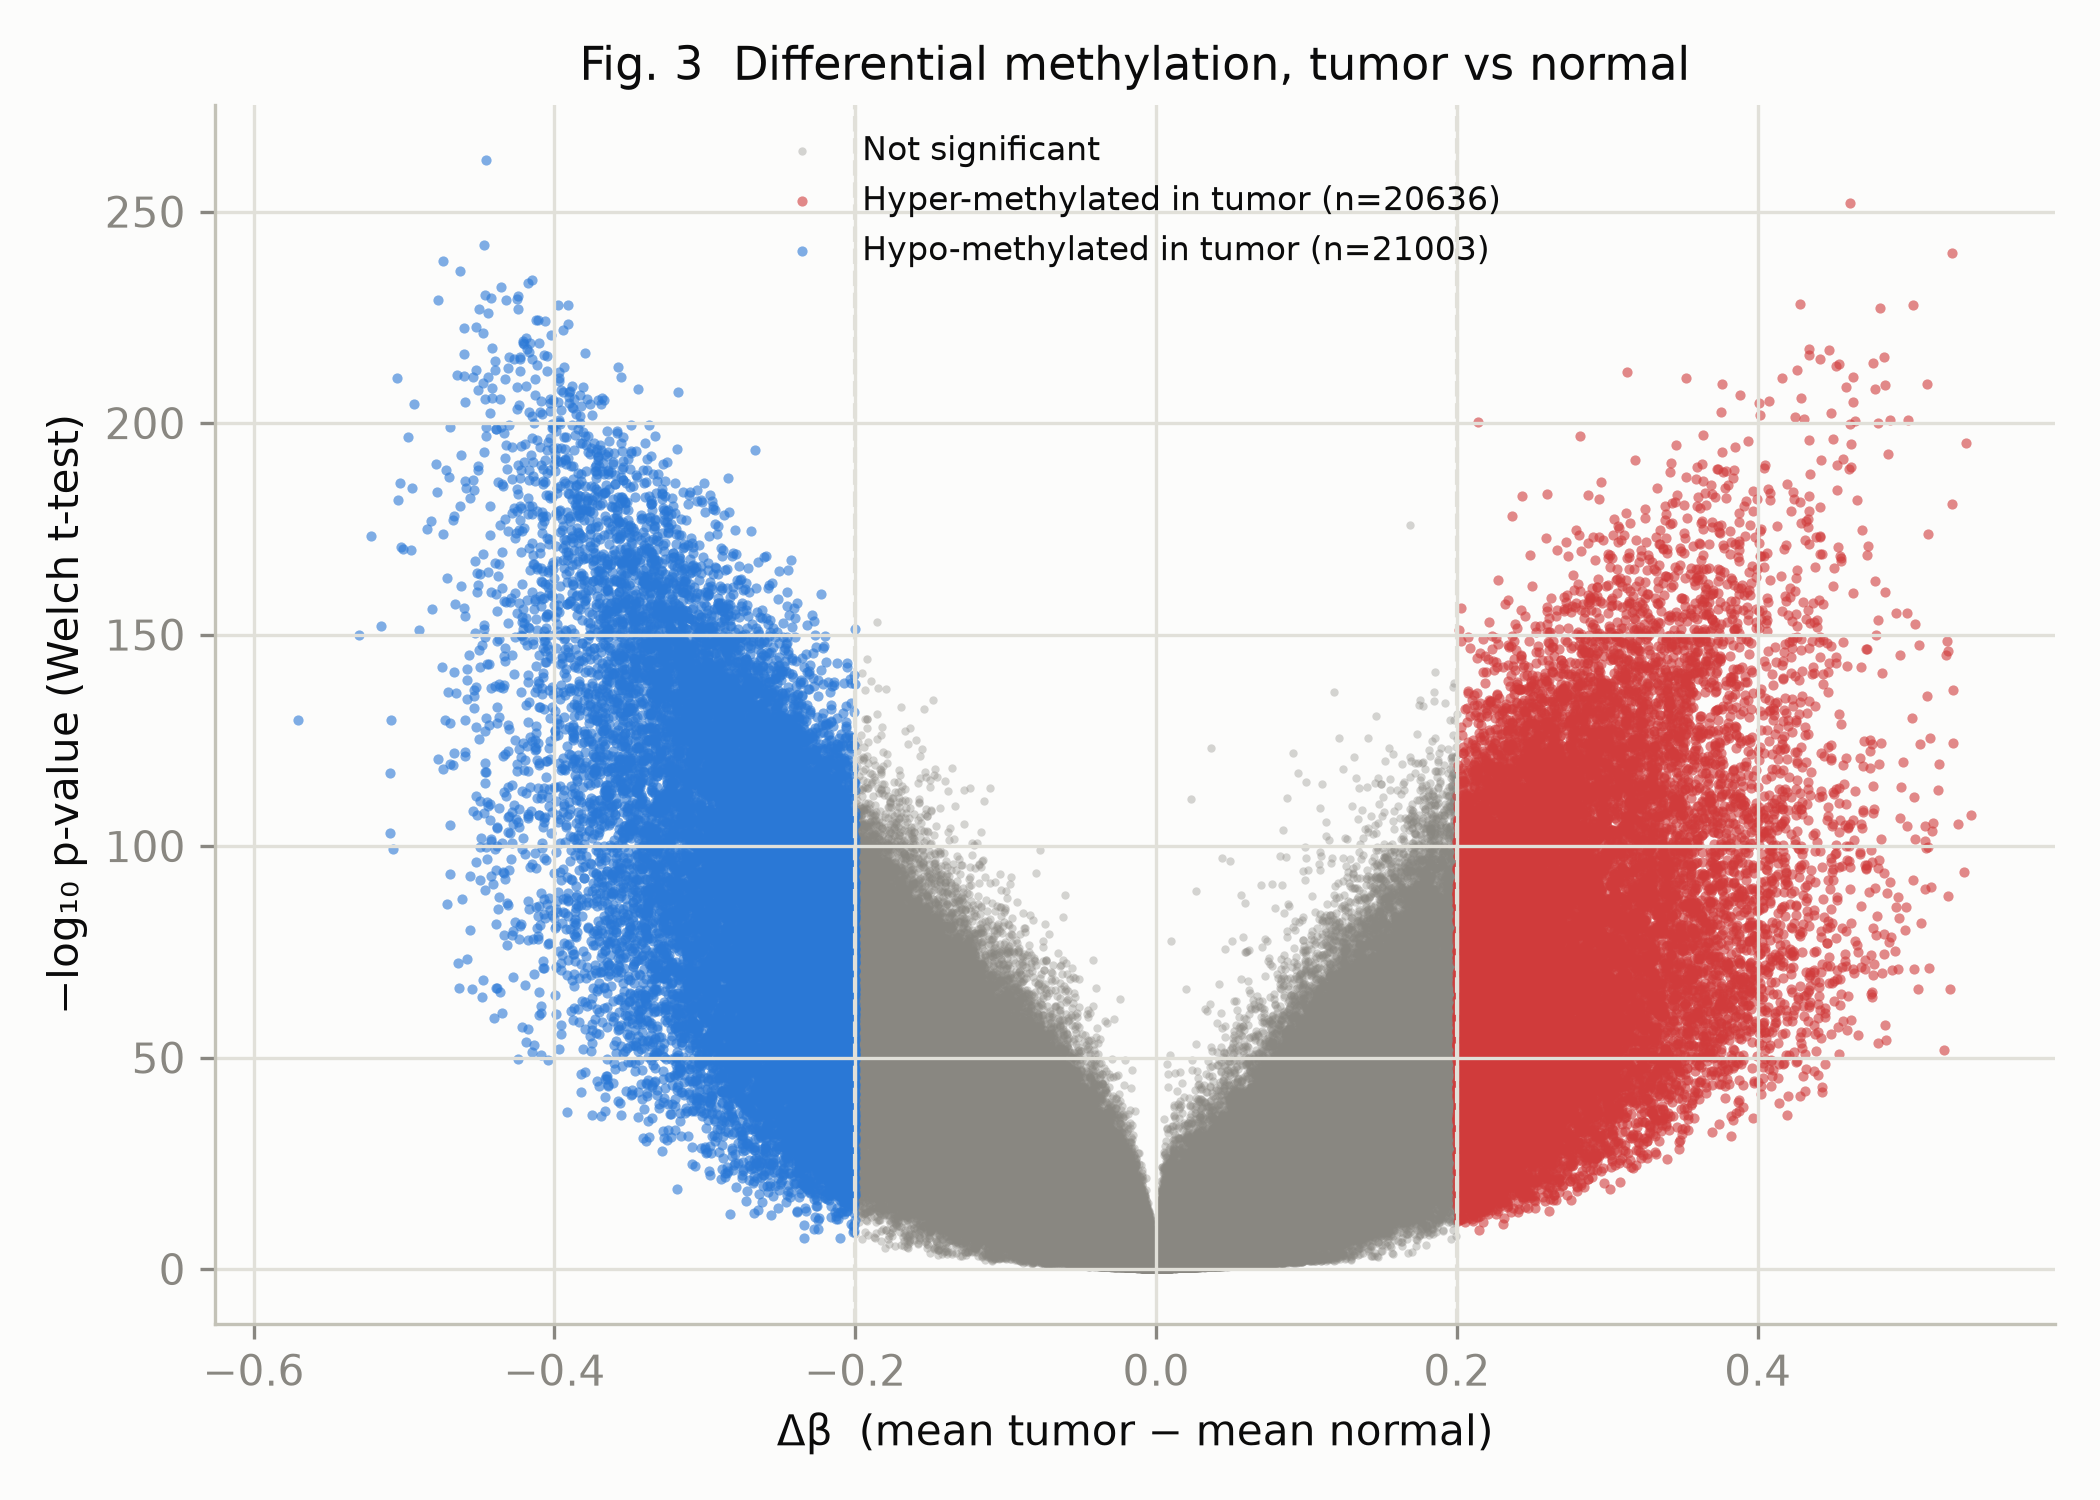 Fig. 3  Differential methylation, tumor vs normal
Not significant
Hyper-methylated in tumor (n=20636)
Hypo-methylated in tumor (n=21003)
250
200
150
100
50
0
−log₁₀ p-value (Welch t-test)
−0.6 −0.4 −0.2 0.0 0.2 0.4
Δβ  (mean tumor − mean normal)